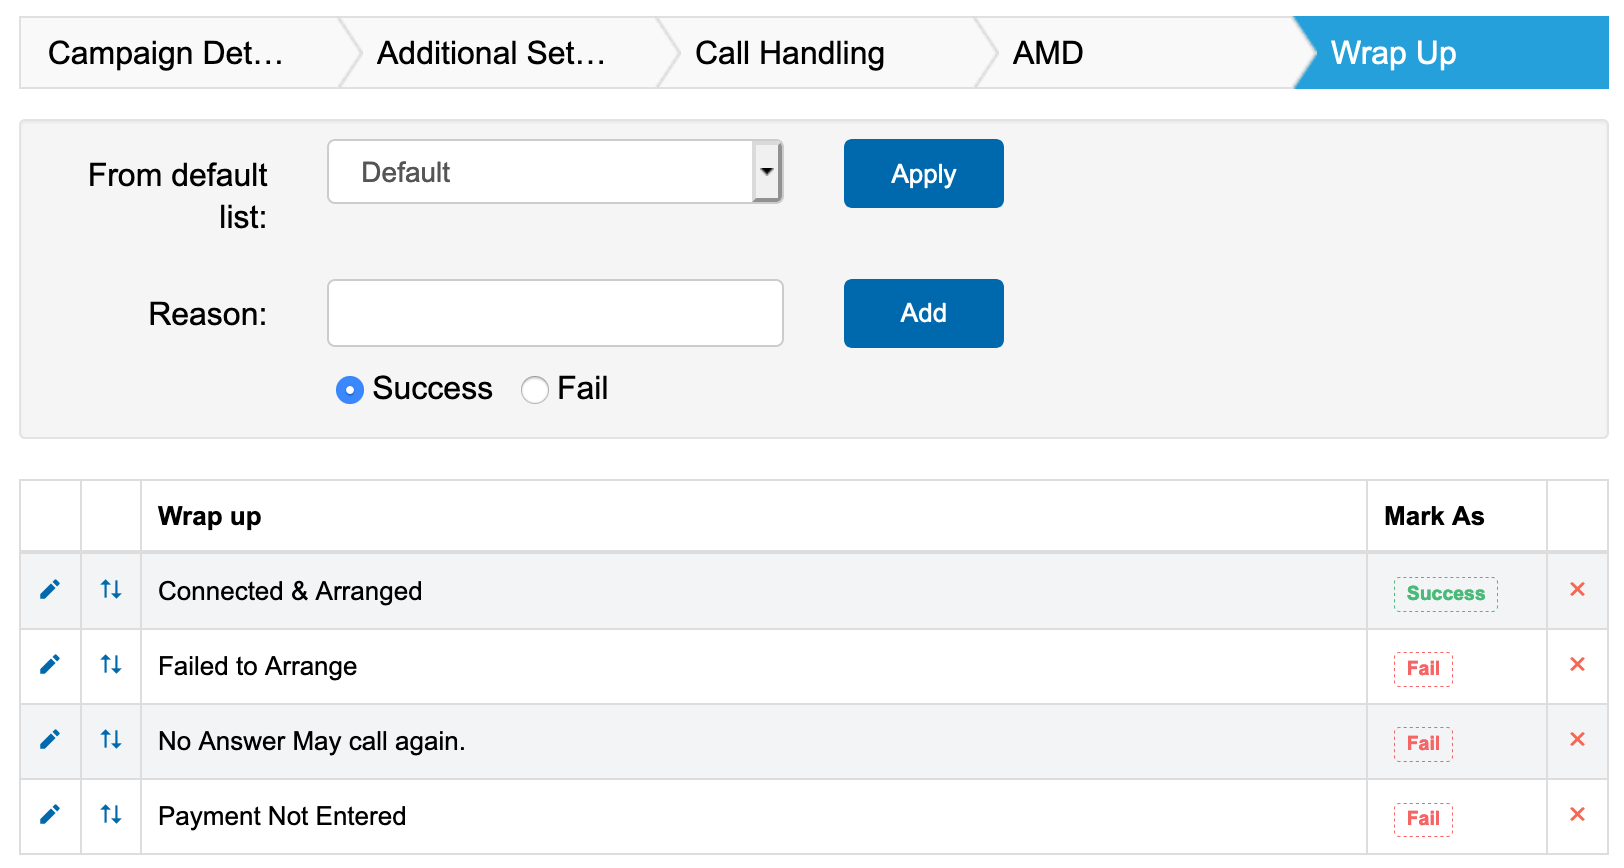 Campaign Det... Additional Set... Call Handling AMD Wrap Up
From default Default Apply
list:
Reason: Add
Success Fail
Wrap up Mark As
Connected & Arranged Success
Failed to Arrange Fail
No Answer May call again. Fail
Payment Not Entered Fail